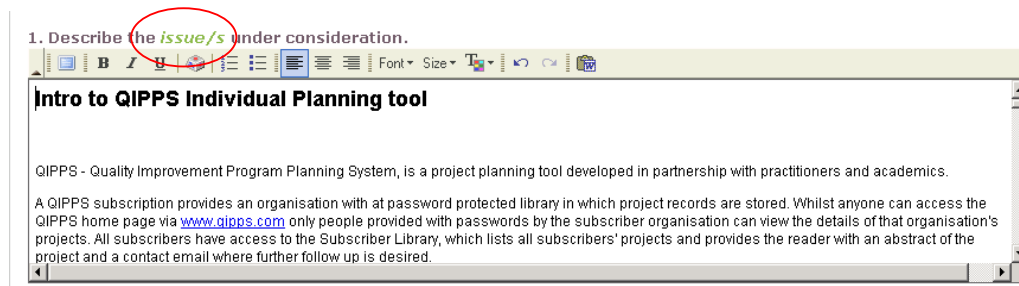 1. Describe the issue/s under consideration.
B I U Font Size T
Intro to QIPPS Individual Planning tool
QIPPS - Quality Improvement Program Planning System, is a project planning tool developed in partnership with practitioners and academics.
A QIPPS subscription provides an organisation with at password protected library in which project records are stored. Whilst anyone can access the
QIPPS home page via www.qipps.com only people provided with passwords by the subscriber organisation can view the details of that organisation's
projects. All subscribers have access to the Subscriber Library, which lists all subscribers' projects and provides the reader with an abstract of the
project and a contact email where further follow up is desired.